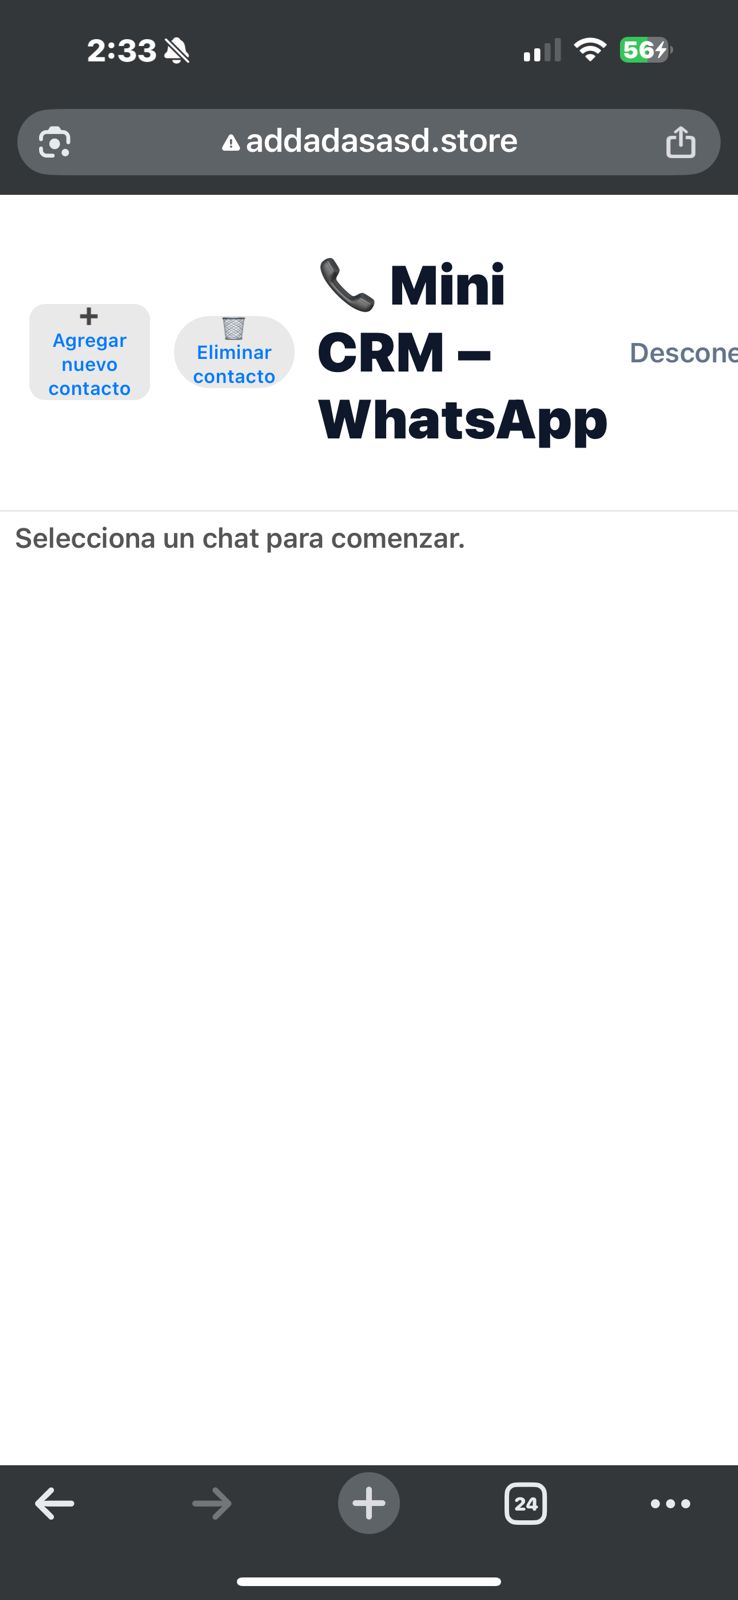 2:33
56
addadasasd.store
Agregar
nuevo
contacto
Eliminar
contacto
Mini
CRM –
WhatsApp
Descone
Selecciona un chat para comenzar.
24